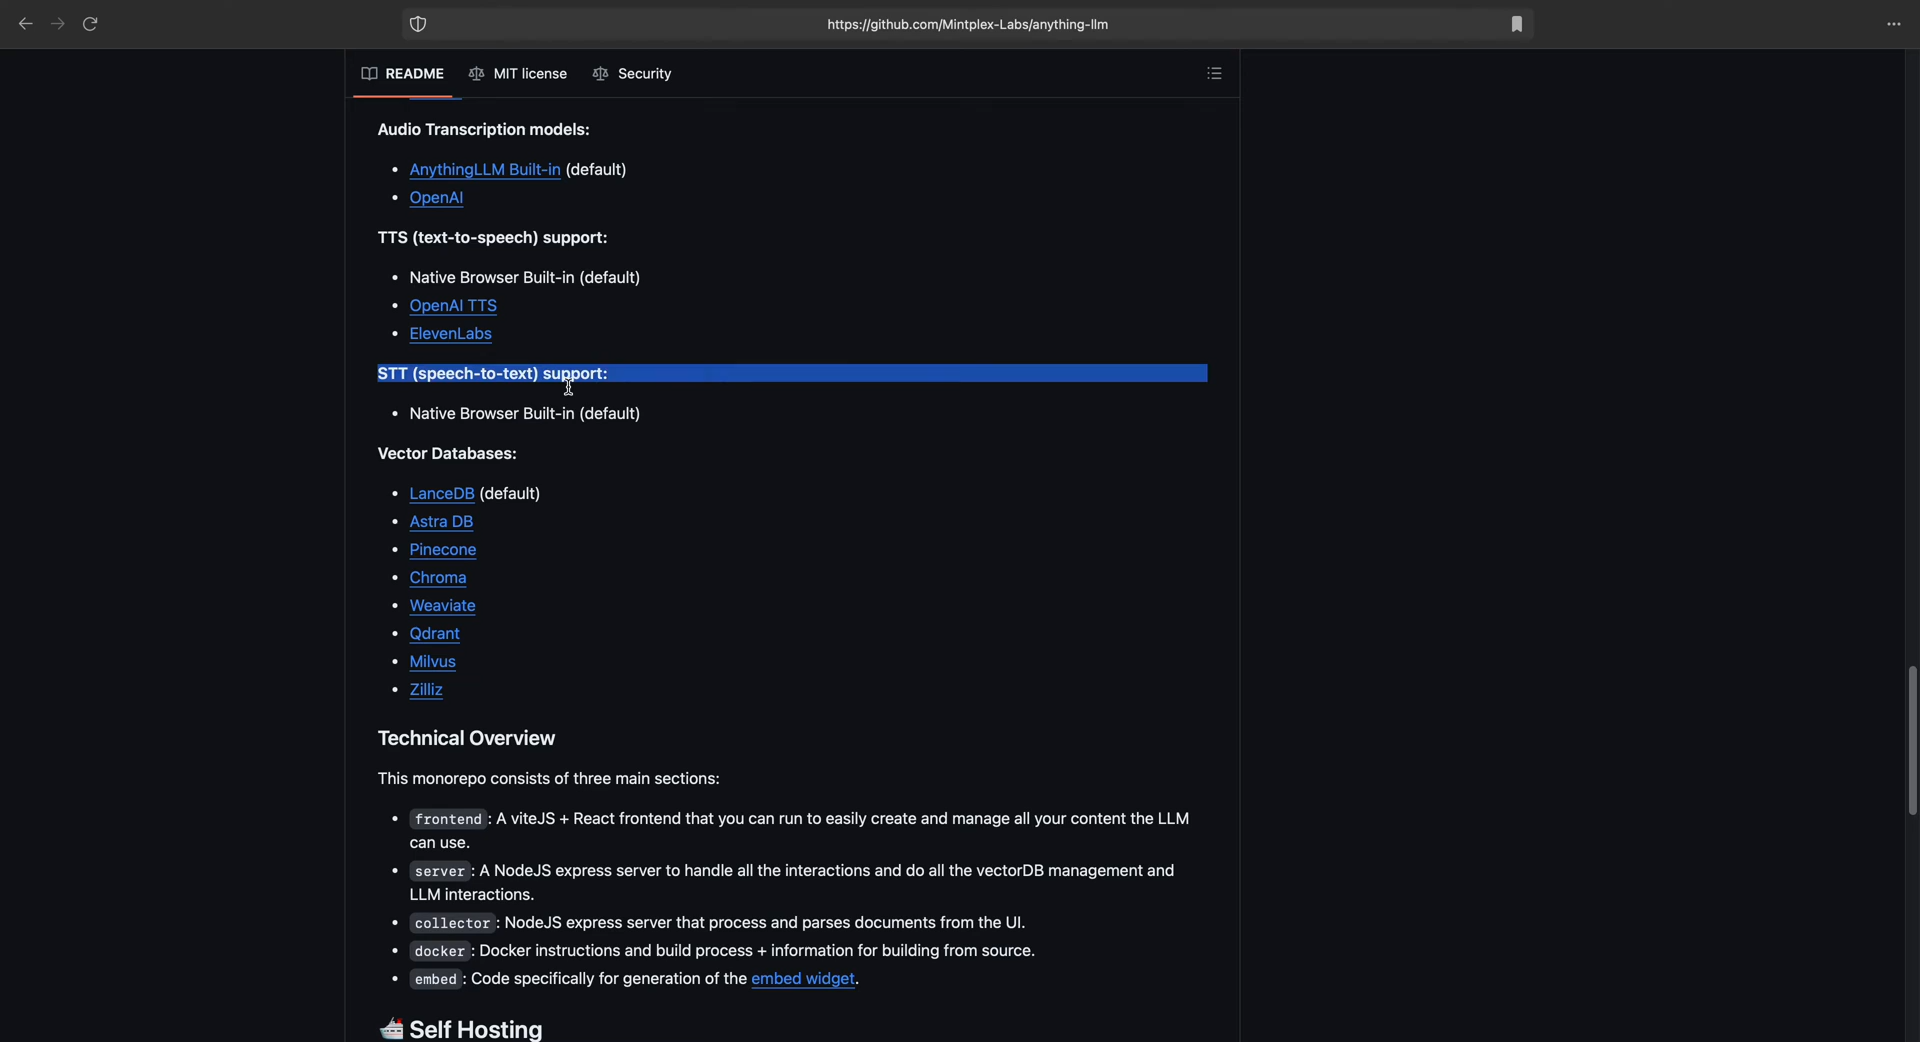 https://github.com/Mintplex-Labs/anything-llm
README MIT license Security
Audio Transcription models:
• AnythingLLM Built-in (default)
• OpenAI
TTS (text-to-speech) support:
• Native Browser Built-in (default)
• OpenAI TTS
• ElevenLabs
STT (speech-to-text) support:
• Native Browser Built-in (default)
Vector Databases:
• LanceDB (default)
• Astra DB
• Pinecone
• Chroma
• Weaviate
• Qdrant
• Milvus
• Zilliz
Technical Overview
This monorepo consists of three main sections:
• frontend: A viteJS + React frontend that you can run to easily create and manage all your content the LLM
can use.
• server: A NodeJS express server to handle all the interactions and do all the vectorDB management and
LLM interactions.
• collector: NodeJS express server that process and parses documents from the UI.
• docker: Docker instructions and build process + information for building from source.
• embed: Code specifically for generation of the embed widget.
Self Hosting